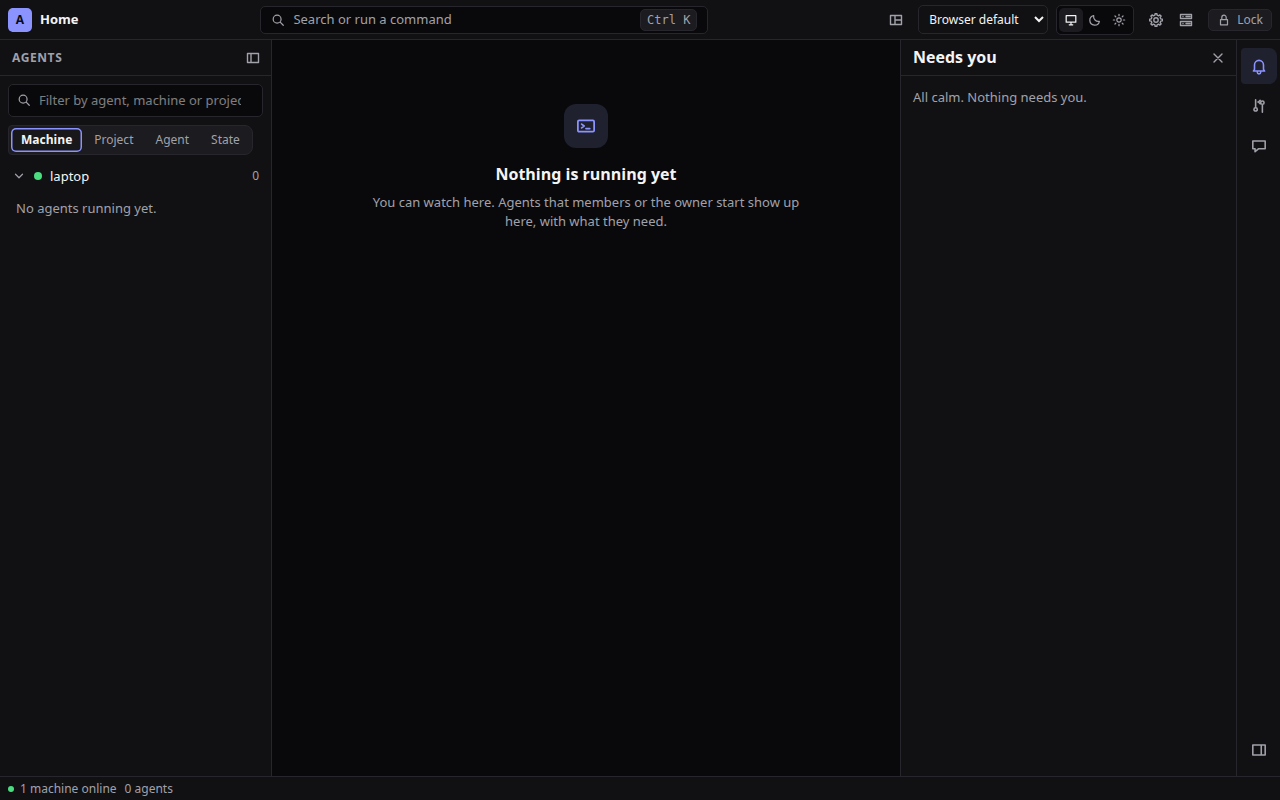 A Home
Search or run a command Ctrl K
Browser default
Lock
AGENTS
Filter by agent, machine or projec
Machine Project Agent State
laptop 0
No agents running yet.
Nothing is running yet
You can watch here. Agents that members or the owner start show up
here, with what they need.
Needs you
All calm. Nothing needs you.
1 machine online 0 agents